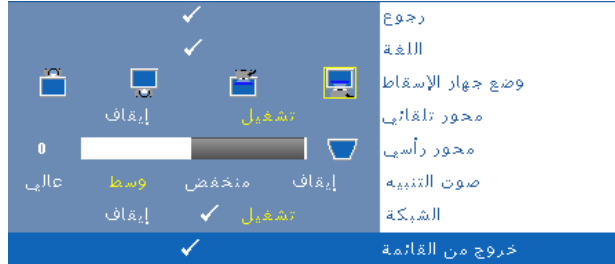 رجوع
اللغة
وضع جهار الإسقاط
محور تلقائي تشغيل إيقاف
محور رأسي 0
صوت التنبيه إيقاف منخفض وسط عالي
الشبكة تشغيل إيقاف
خروج من القائمة